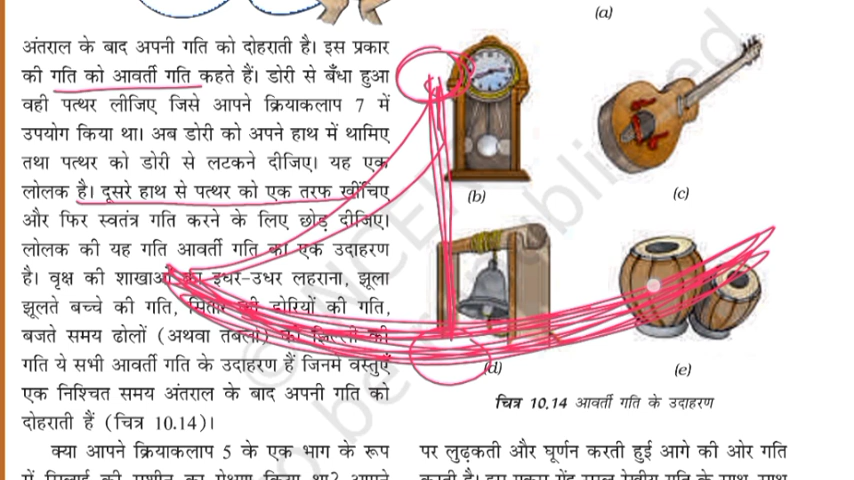 (a)
अंतराल के बाद अपनी गति को दोहराती है। इस प्रकार
की गति को आवर्ती गति कहते हैं। डोरी से बँधा हुआ
वही पत्थर लीजिए जिसे आपने क्रियाकलाप 7 में
उपयोग किया था। अब डोरी को अपने हाथ में थामिए
तथा पत्थर को डोरी से लटकने दीजिए। यह एक
लोलक है। दूसरे हाथ से पत्थर को एक तरफ खींचिए
और फिर स्वतंत्र गति करने के लिए छोड़ दीजिए।
लोलक की यह गति आवर्ती गति का एक उदाहरण
है। वृक्ष की शाखाओं की इधर-उधर लहराना, झूला
झूलते बच्चे की गति, सितार की डोरियों की गति,
बजते समय ढोलों (अथवा तबलों) की झिल्ली की
गति ये सभी आवर्ती गति के उदाहरण हैं जिनमें वस्तुएँ
एक निश्चित समय अंतराल के बाद अपनी गति को
दोहराती हैं (चित्र 10.14)।
क्या आपने क्रियाकलाप 5 के एक भाग के रूप
(b)
(c)
(d)
(e)
चित्र 10.14 आवर्ती गति के उदाहरण
पर लुढ़कती और घूर्णन करती हुई आगे की ओर गति